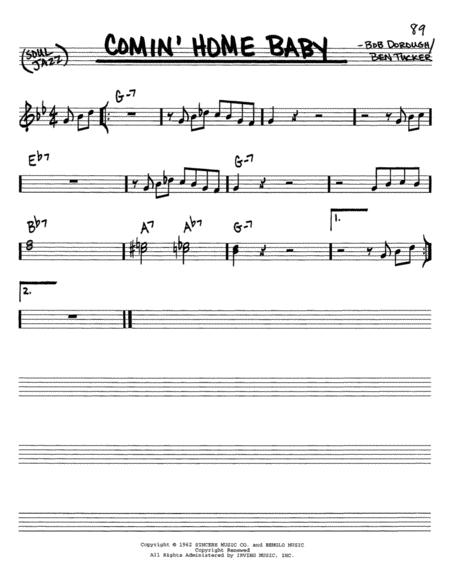 89
(SOUL JAZZ)
COMIN' HOME BABY
-BOB DOROUGH/
BEN TUCKER
G-7
Eb7 G-7
Bb7 A7 Ab7 G-7 1.
2.
Copyright © 1962 SINCERE MUSIC CO. and BENGLO MUSIC
Copyright Renewed
All Rights Administered by IRVING MUSIC, INC.